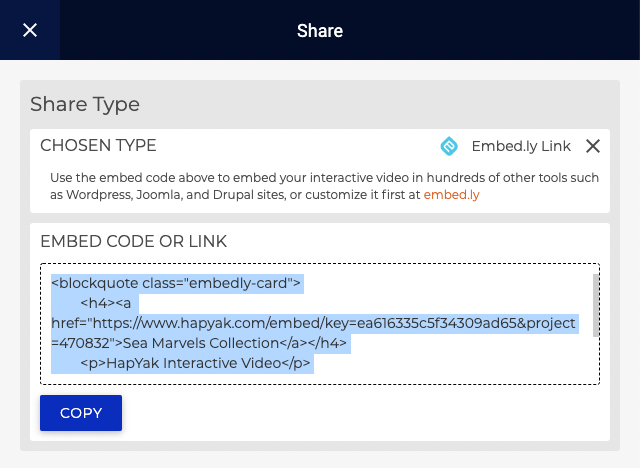 Share
Share Type
CHOSEN TYPE
Embed.ly Link
Use the embed code above to embed your interactive video in hundreds of other tools such
as Wordpress, Joomla, and Drupal sites, or customize it first at embed.ly
EMBED CODE OR LINK
<blockquote class="embedly-card">
<h4><a
href="https://www.hapyak.com/embed/key=ea616335c5f34309ad65&project
=470832">Sea Marvels Collection</a></h4>
<p>HapYak Interactive Video</p>
COPY